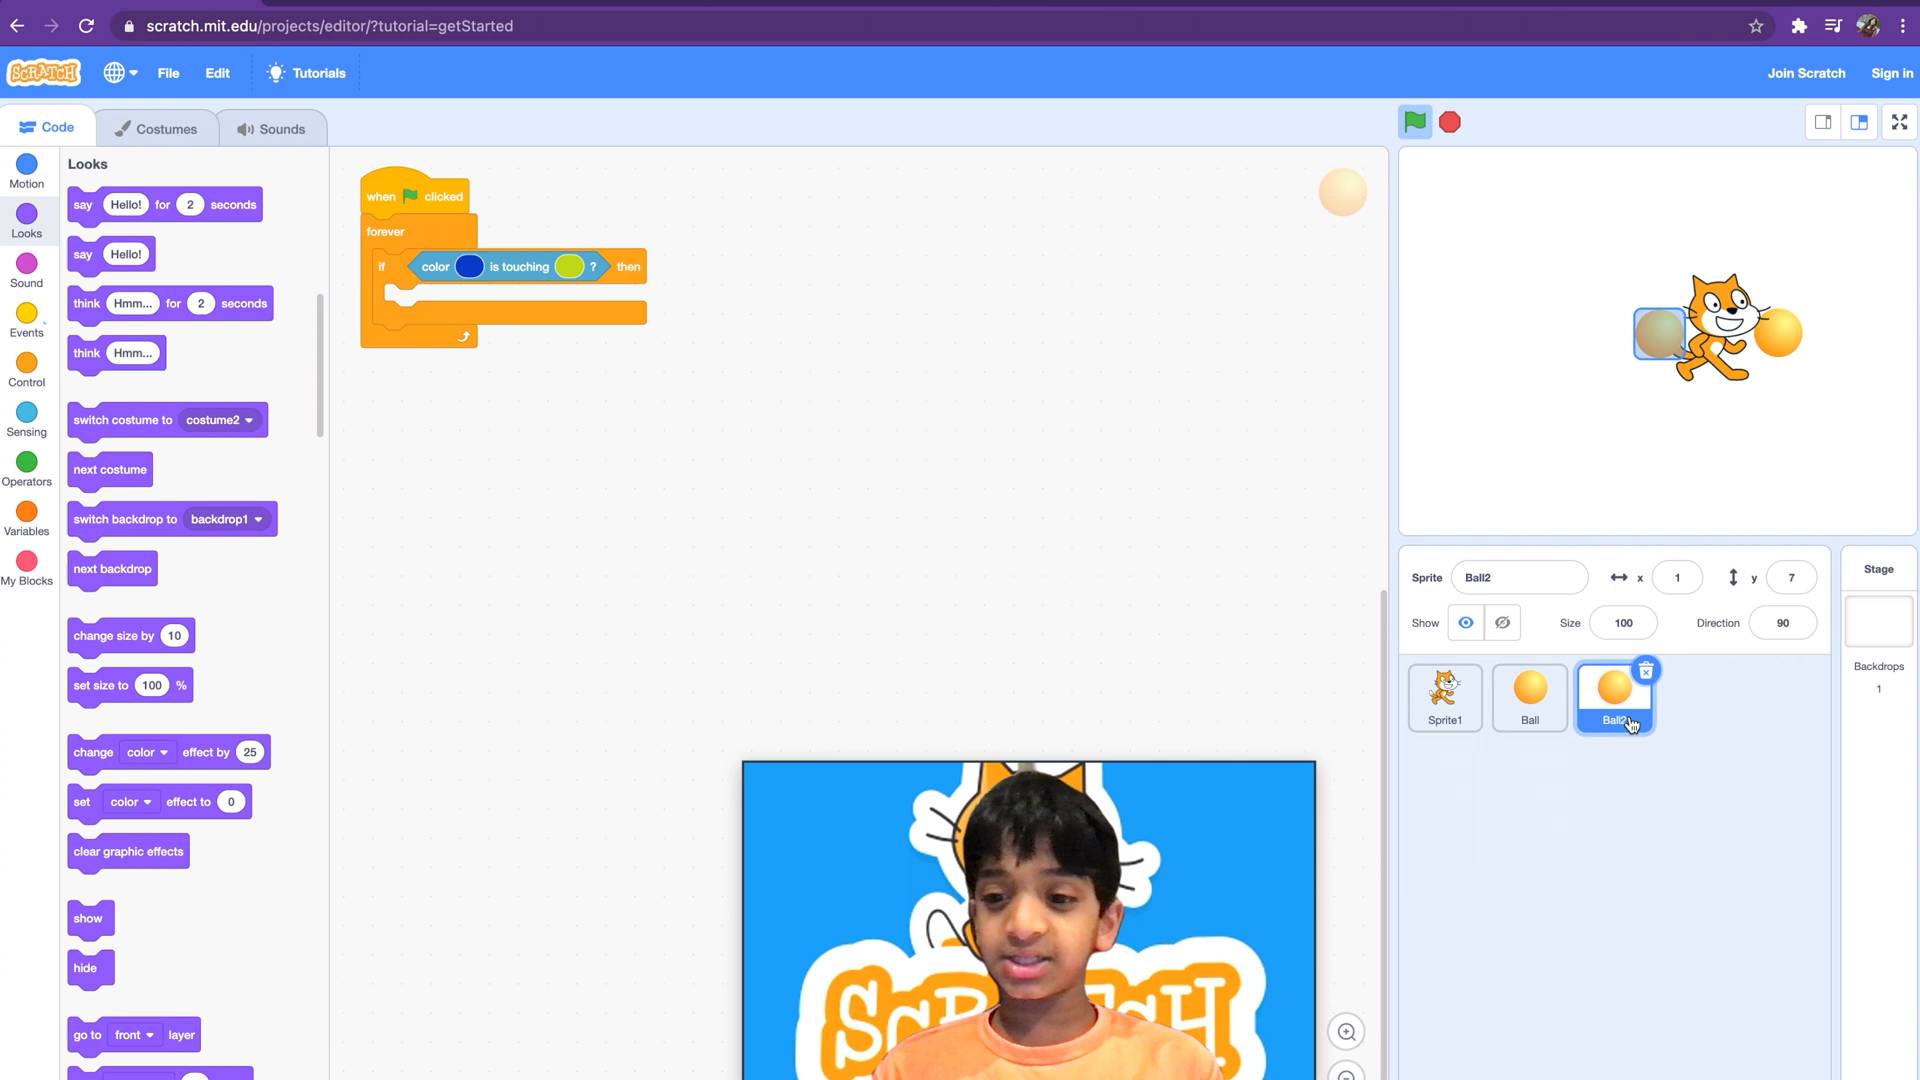 scratch.mit.edu/projects/editor/?tutorial=getStarted
SCRATCH File Edit Tutorials Join Scratch Sign in
Code Costumes Sounds
Motion
Looks
Sound
Events
Control
Sensing
Operators
Variables
My Blocks
Looks
say Hello! for 2 seconds
say Hello!
think Hmm... for 2 seconds
think Hmm...
switch costume to costume2
next costume
switch backdrop to backdrop1
next backdrop
change size by 10
set size to 100 %
change color effect by 25
set color effect to 0
clear graphic effects
show
hide
go to front layer
when clicked
forever
if color is touching ? then
Sprite Ball2 x 1 y 7
Show Size 100 Direction 90
Sprite1 Ball Ball2
Stage
Backdrops
1